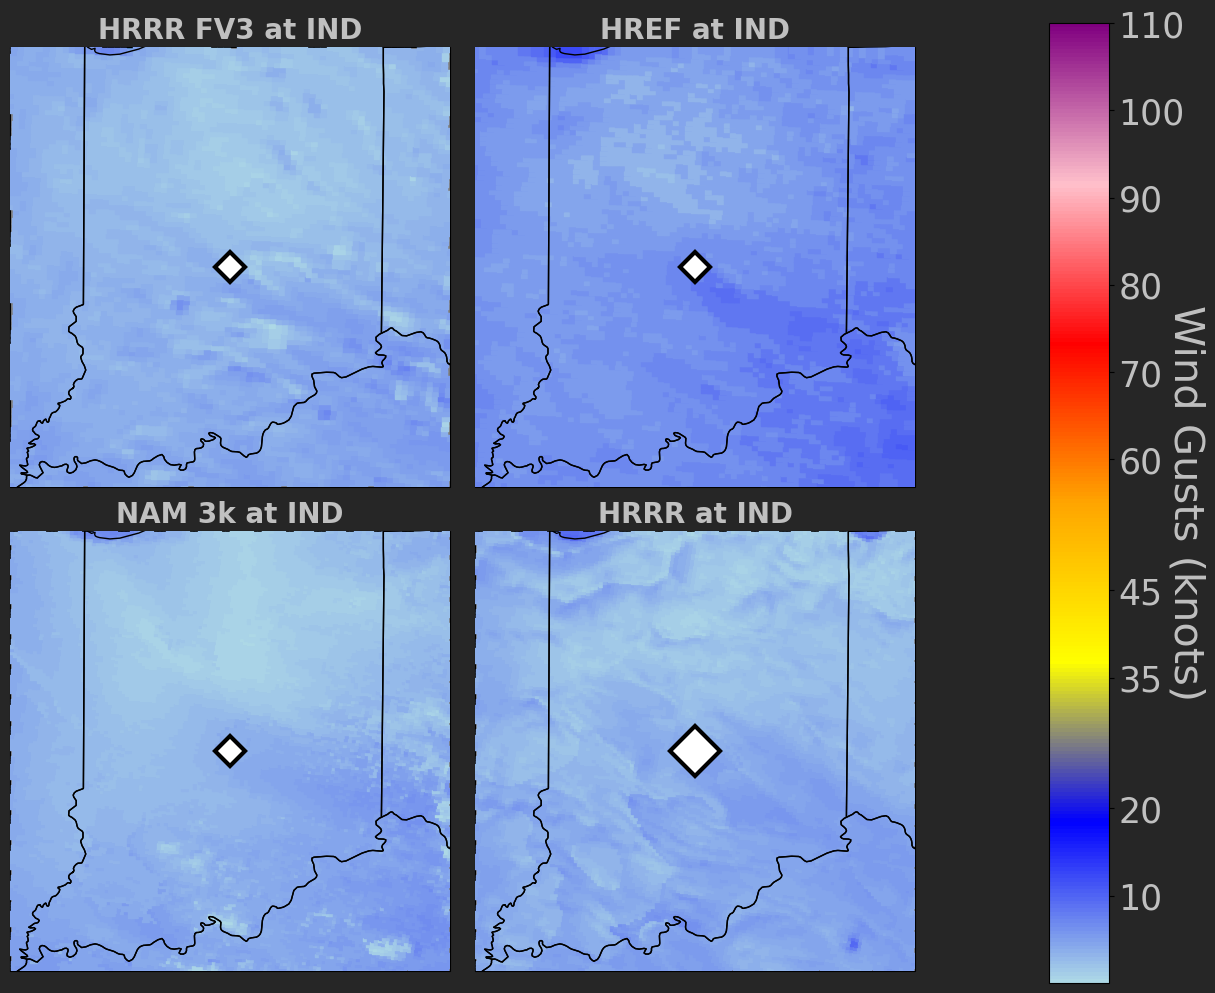 HRRR FV3 at IND
HREF at IND
NAM 3k at IND
HRRR at IND
110
100
90
80
70
60
45
35
20
10
Wind Gusts (knots)